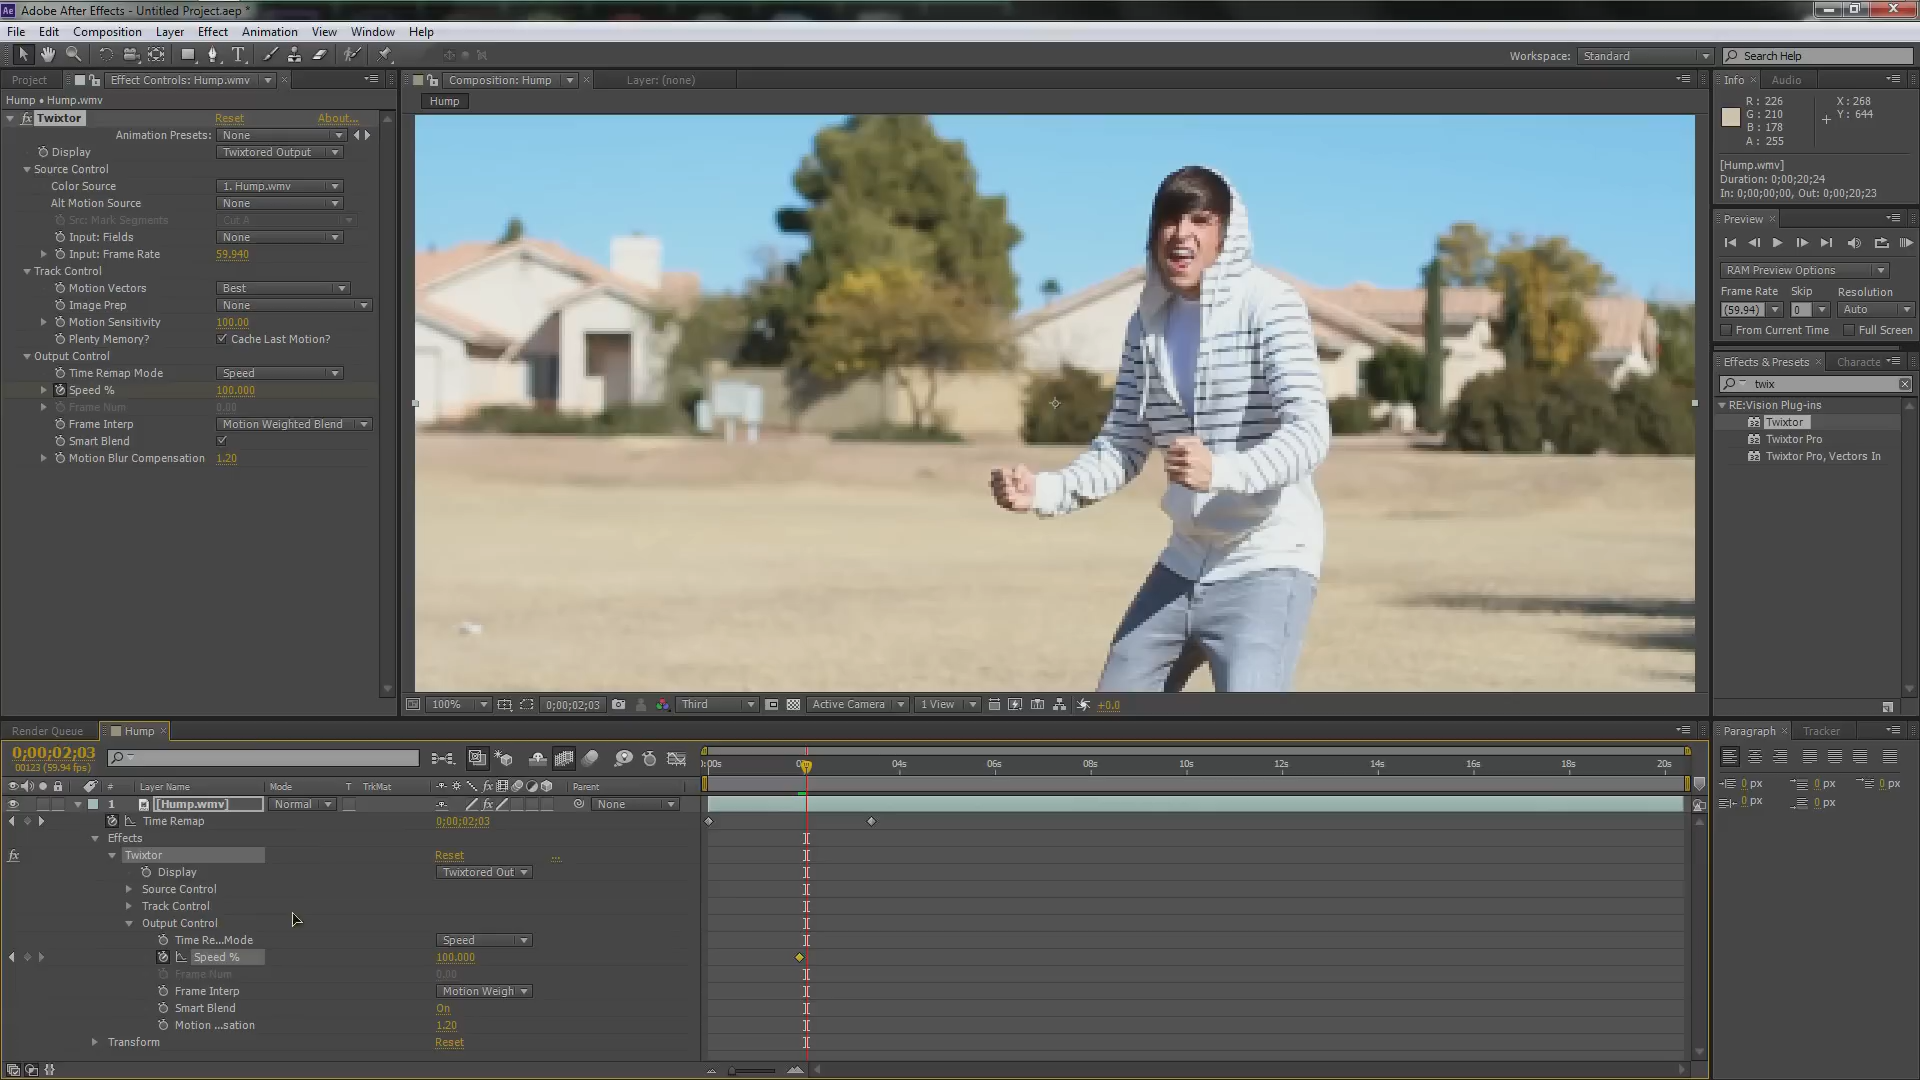 Ae Adobe After Effects - Untitled Project.aep *
File Edit Composition Layer Effect Animation View Window Help
Workspace: Standard Search Help
Project Effect Controls: Hump.wmv
Hump • Hump.wmv
fx Twixtor Reset About...
Animation Presets: None
Display Twixtored Output
Source Control
Color Source 1. Hump.wmv
Alt Motion Source None
Src: Mark Segments Cut A
Input: Fields None
Input: Frame Rate 59.940
Track Control
Motion Vectors Best
Image Prep None
Motion Sensitivity 100.00
Plenty Memory? Cache Last Motion?
Output Control
Time Remap Mode Speed
Speed % 100.000
Frame Num 0.00
Frame Interp Motion Weighted Blend
Smart Blend
Motion Blur Compensation 1.20
Composition: Hump Layer: (none)
Hump
100% 0;00;02;03 Third Active Camera 1 View +0.0
Info Audio
R: 226 X: 268
G: 210 Y: 644
B: 178
A: 255
[Hump.wmv]
Duration: 0;00;20;24
In: 0;00;00;00, Out: 0;00;20;23
Preview
RAM Preview Options
Frame Rate Skip Resolution
(59.94) 0 Auto
From Current Time Full Screen
Effects & Presets Characte
twix
RE:Vision Plug-ins
32 Twixtor
32 Twixtor Pro
32 Twixtor Pro, Vectors In
Render Queue Hump
0;00;02;03
00123 (59.94 fps)
:00s 04s 06s 08s 10s 12s 14s 16s 18s 20s
# Layer Name Mode T TrkMat fx Parent
1 [Hump.wmv] Normal fx None
Time Remap 0;00;02;03
Effects
fx Twixtor Reset ...
Display Twixtored Out
Source Control
Track Control
Output Control
Time Re...Mode Speed
Speed % 100.000
Frame Num 0.00
Frame Interp Motion Weigh
Smart Blend On
Motion ...sation 1.20
Transform Reset
Paragraph Tracker
0 px 0 px 0 px
0 px 0 px